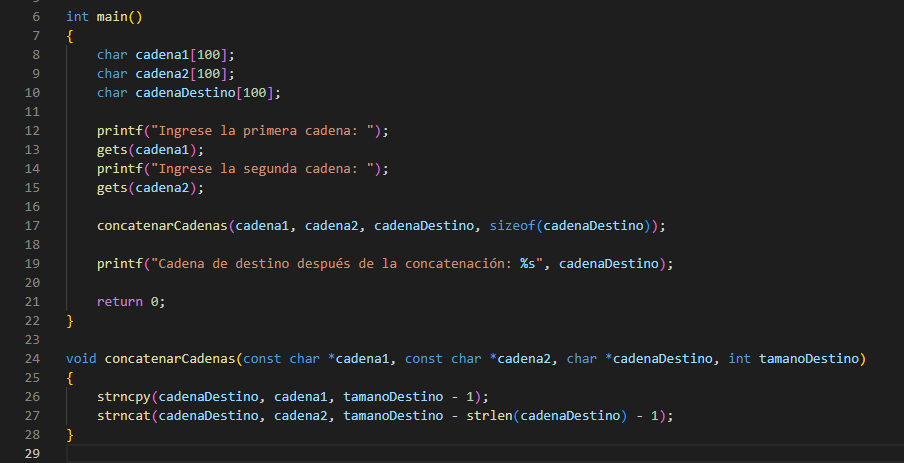 6 int main()
7 {
8 char cadena1[100];
9 char cadena2[100];
10 char cadenaDestino[100];
11
12 printf("Ingrese la primera cadena: ");
13 gets(cadena1);
14 printf("Ingrese la segunda cadena: ");
15 gets(cadena2);
16
17 concatenarCadenas(cadena1, cadena2, cadenaDestino, sizeof(cadenaDestino));
18
19 printf("Cadena de destino después de la concatenación: %s", cadenaDestino);
20
21 return 0;
22 }
23
24 void concatenarCadenas(const char *cadena1, const char *cadena2, char *cadenaDestino, int tamanoDestino)
25 {
26 strncpy(cadenaDestino, cadena1, tamanoDestino - 1);
27 strncat(cadenaDestino, cadena2, tamanoDestino - strlen(cadenaDestino) - 1);
28 }
29